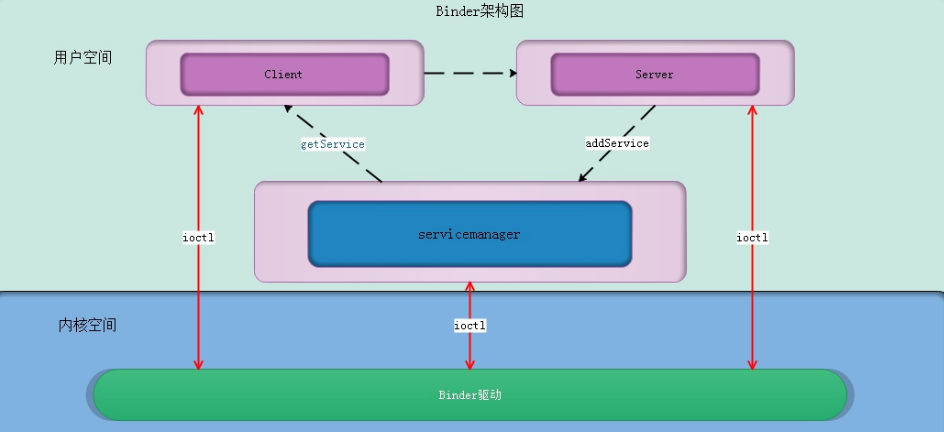 Binder架构图
用户空间
Client
Server
getService
addService
servicemanager
ioctl
ioctl
内核空间
ioctl
Binder驱动